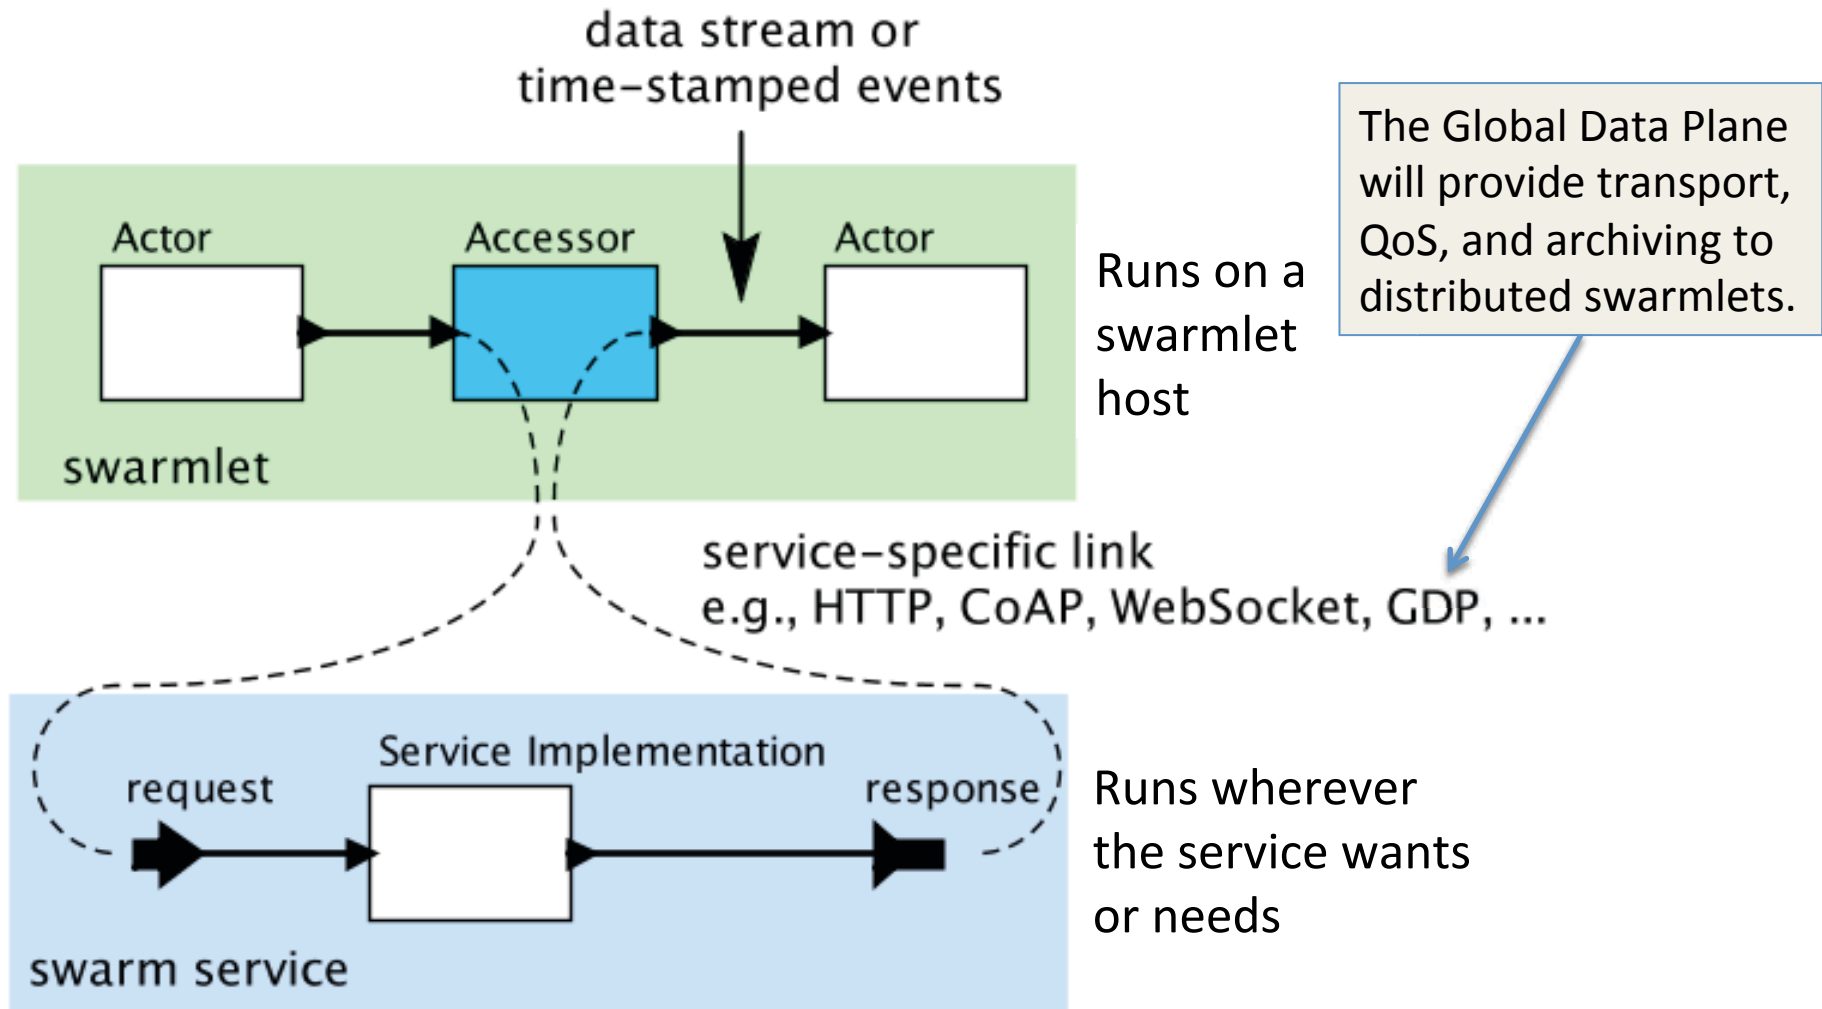 data stream or
time-stamped events
The Global Data Plane
will provide transport,
QoS, and archiving to
distributed swarmlets.
Actor
Accessor
Actor
Runs on a
swarmlet
host
swarmlet
service-specific link
e.g., HTTP, CoAP, WebSocket, GDP, ...
Service Implementation
request
response
Runs wherever
the service wants
or needs
swarm service